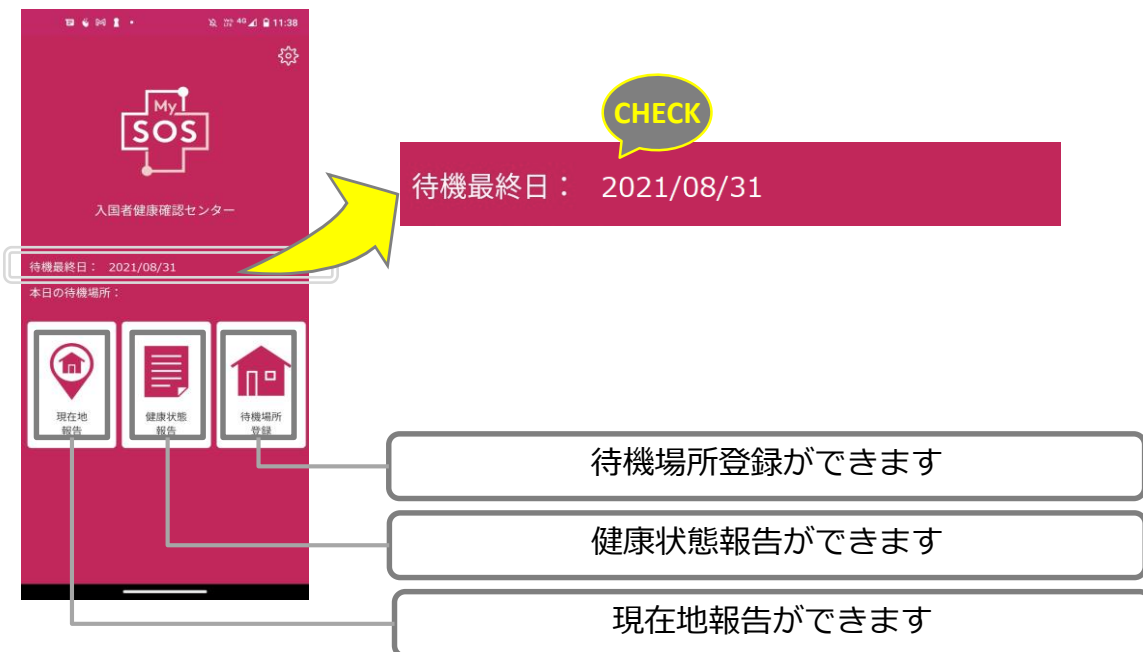 11:38
4G
My
SOS
入国者健康確認センター
待機最終日： 2021/08/31
本日の待機場所：
現在地
報告
健康状態
報告
待機場所
登録
CHECK
待機最終日： 2021/08/31
待機場所登録ができます
健康状態報告ができます
現在地報告ができます